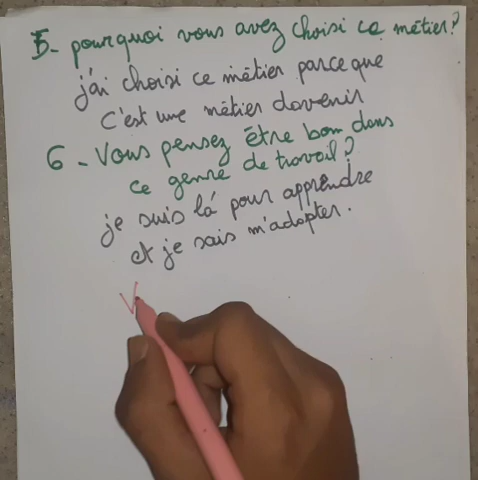 5- pourquoi vous avez choisi ce métier?
j'ai choisi ce métier parce que
c'est une métier davenir
6 - Vous pensez être bom dans
ce genre de travail?
je suis là pour apprendre
et je sais m'adapter.
V